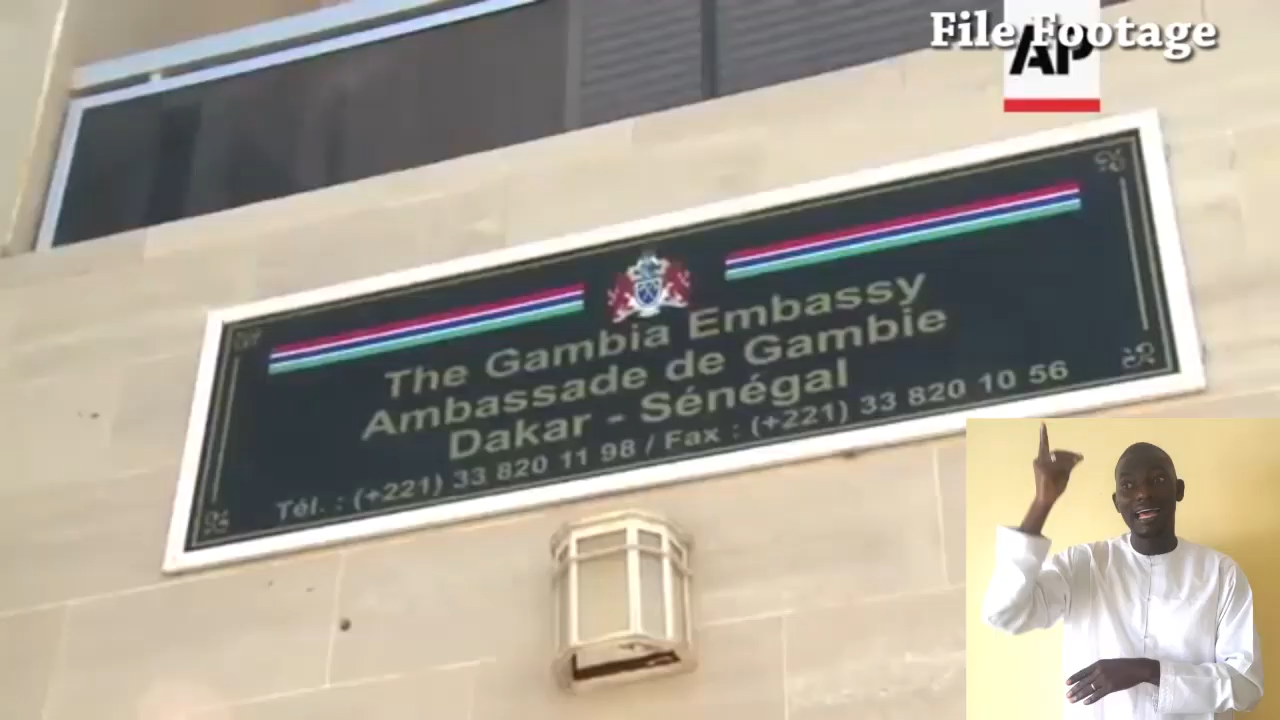 File Footage
AP
The Gambia Embassy
Ambassade de Gambie
Dakar - Sénégal
Tél. : (+221) 33 820 11 98 / Fax : (+221) 33 820 10 56